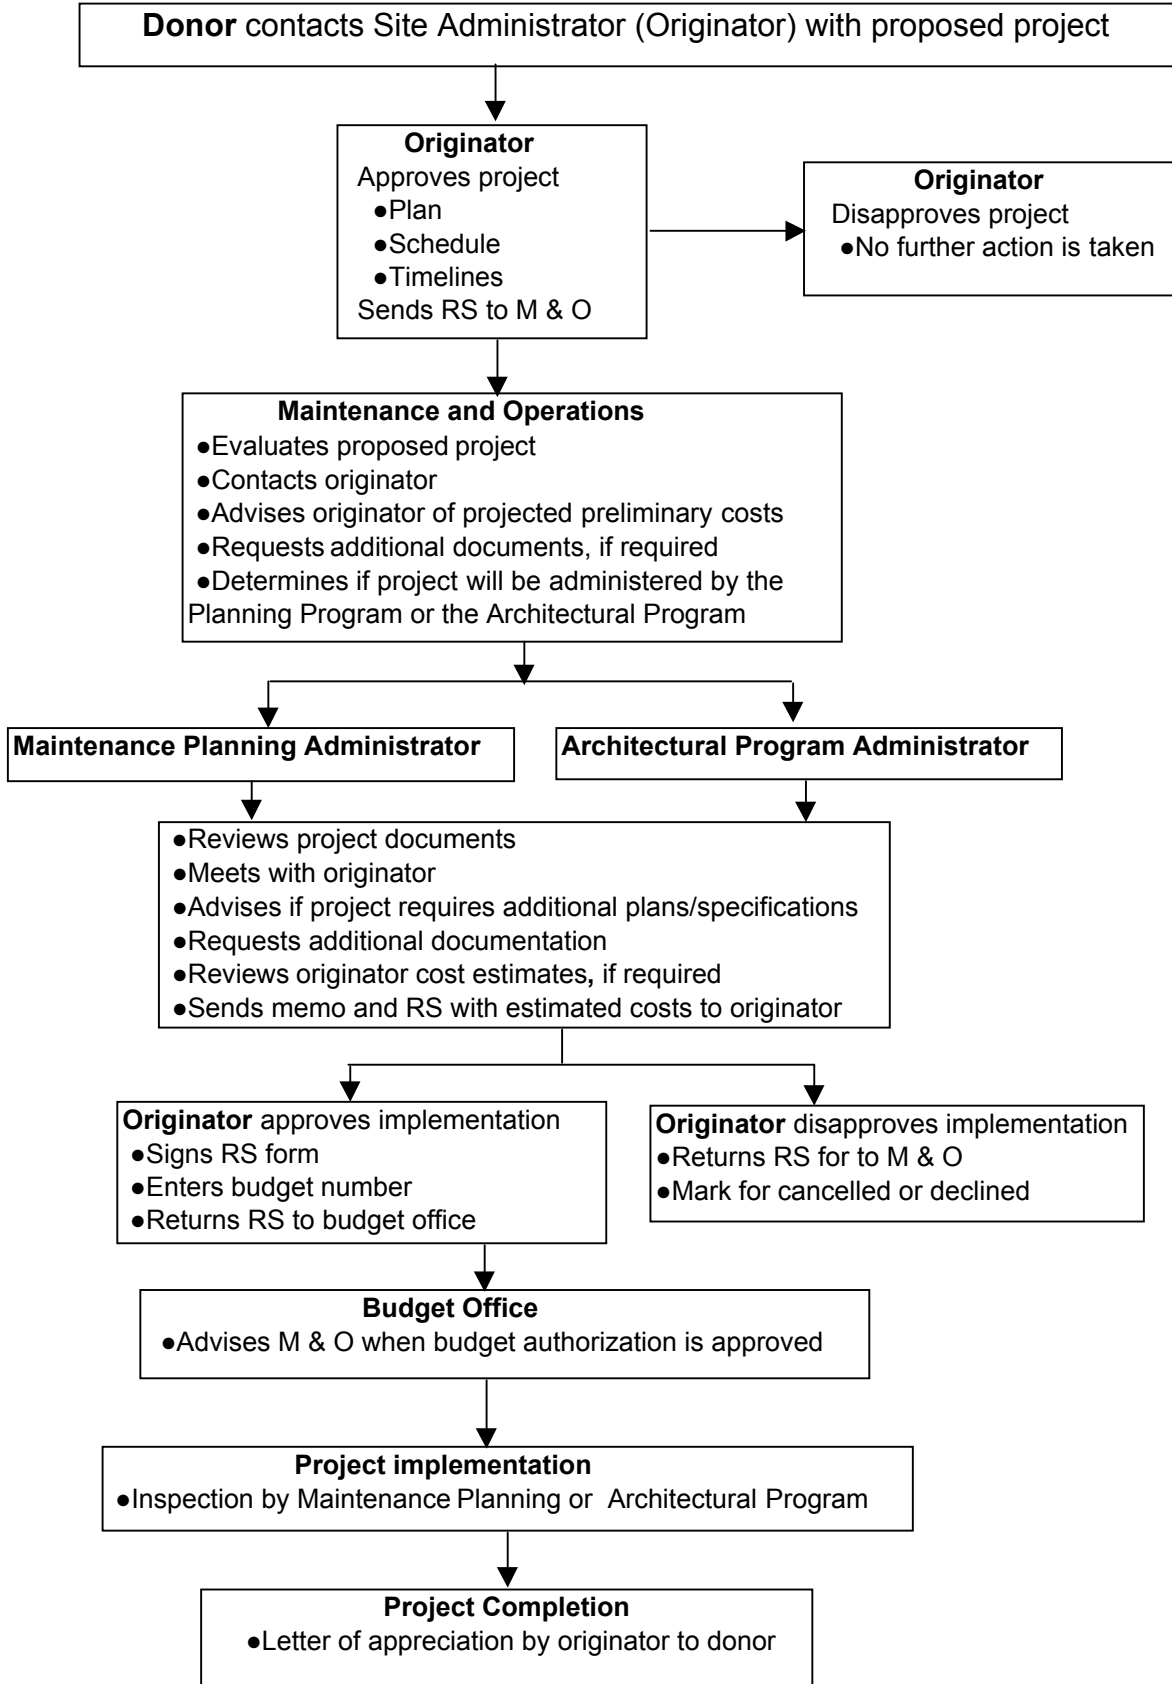 Donor contacts Site Administrator (Originator) with proposed project
Originator
Approves project
●Plan
●Schedule
●Timelines
Sends RS to M & O
Originator
Disapproves project
●No further action is taken
Maintenance and Operations
●Evaluates proposed project
●Contacts originator
●Advises originator of projected preliminary costs
●Requests additional documents, if required
●Determines if project will be administered by the
Planning Program or the Architectural Program
Maintenance Planning Administrator
Architectural Program Administrator
●Reviews project documents
●Meets with originator
●Advises if project requires additional plans/specifications
●Requests additional documentation
●Reviews originator cost estimates, if required
●Sends memo and RS with estimated costs to originator
Originator approves implementation
●Signs RS form
●Enters budget number
●Returns RS to budget office
Originator disapproves implementation
●Returns RS for to M & O
●Mark for cancelled or declined
Budget Office
●Advises M & O when budget authorization is approved
Project implementation
●Inspection by Maintenance Planning or Architectural Program
Project Completion
●Letter of appreciation by originator to donor